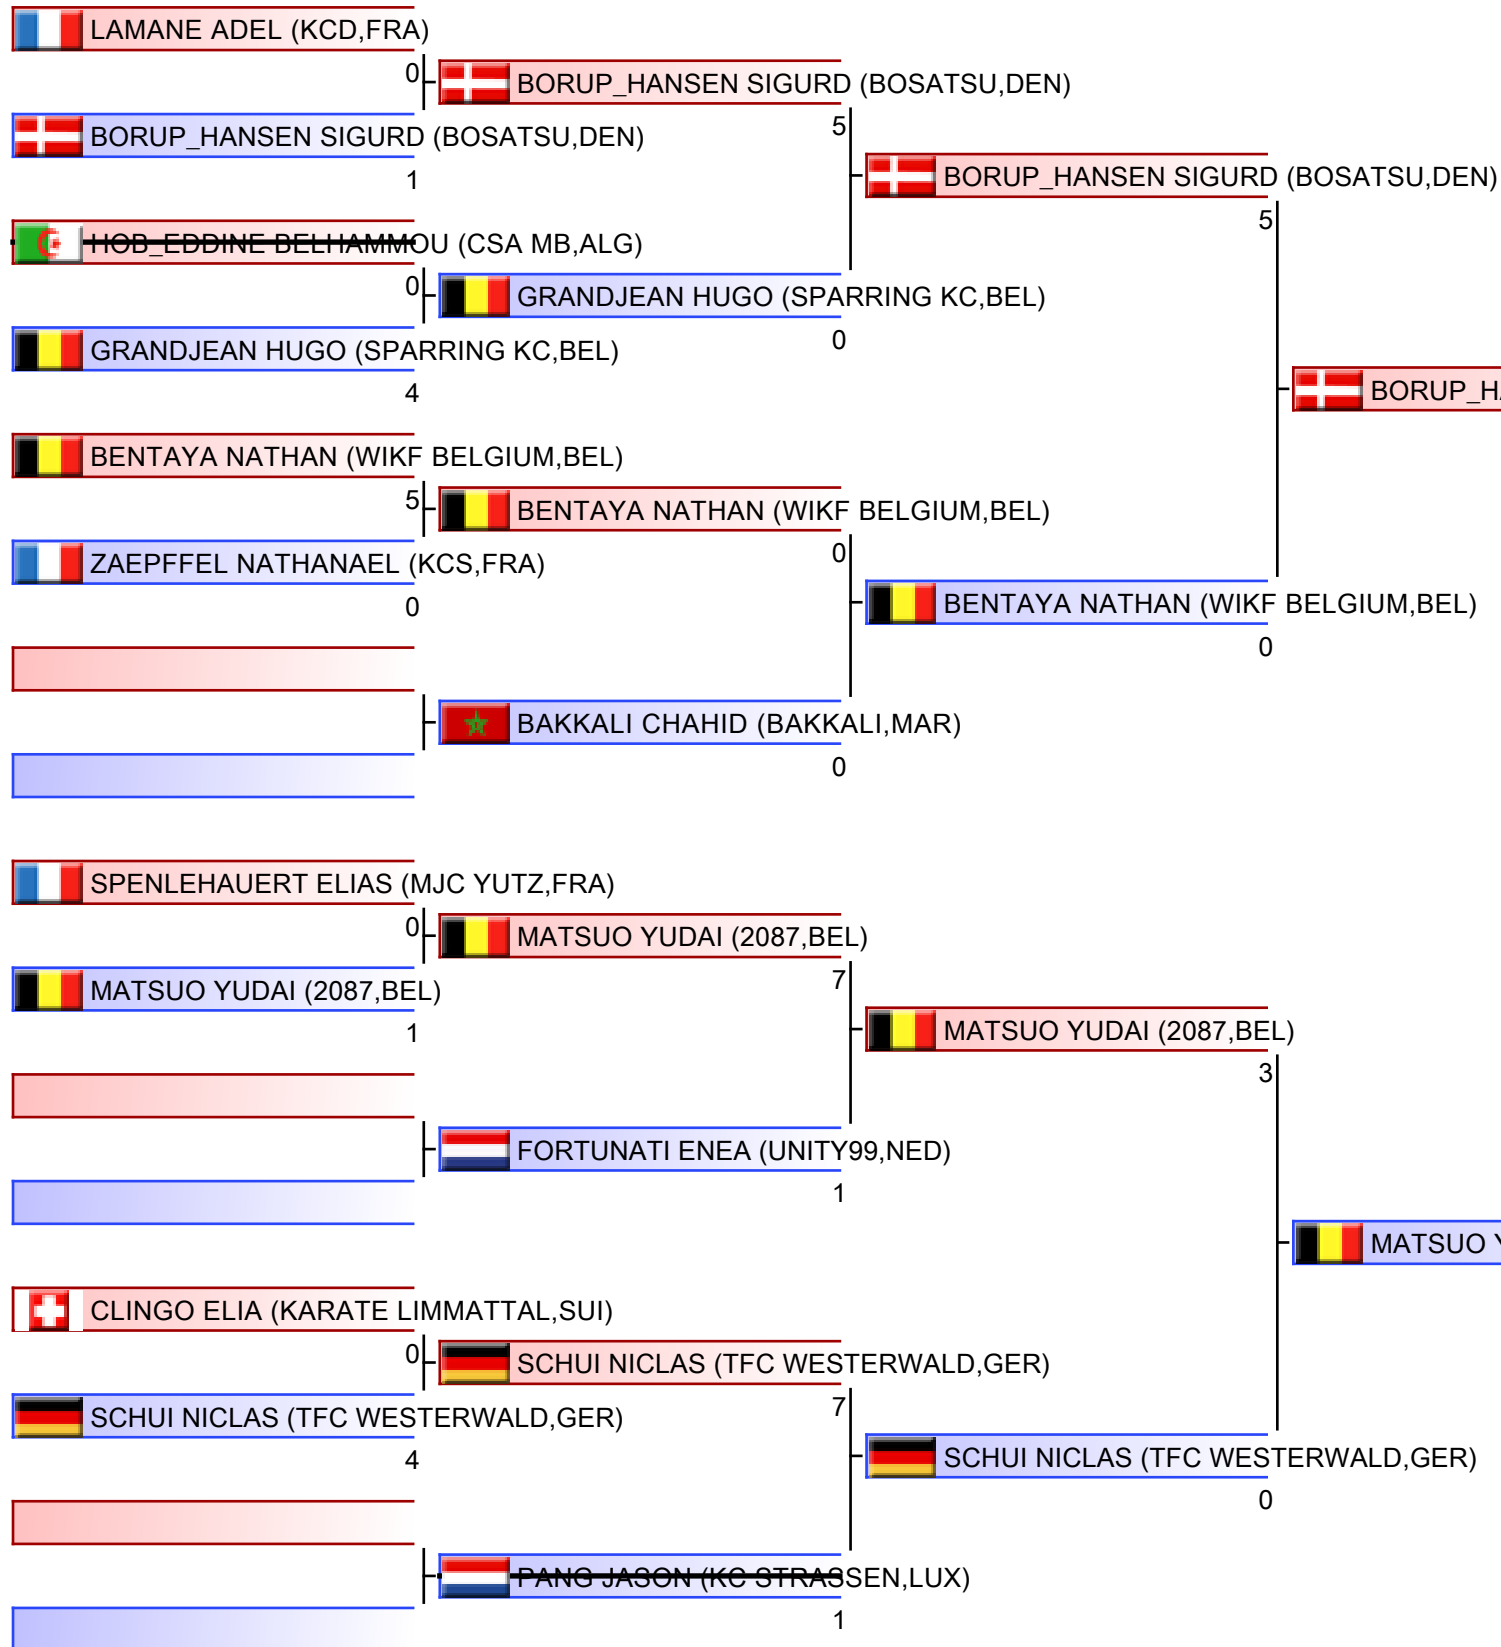 LAMANE ADEL (KCD,FRA)
0
BORUP_HANSEN SIGURD (BOSATSU,DEN)
BORUP_HANSEN SIGURD (BOSATSU,DEN)
5
1
BORUP_HANSEN SIGURD (BOSATSU,DEN)
5
HOB_EDDINE BELHAMMOU (CSA MB,ALG)
0
GRANDJEAN HUGO (SPARRING KC,BEL)
0
GRANDJEAN HUGO (SPARRING KC,BEL)
4
BORUP_HA
BENTAYA NATHAN (WIKF BELGIUM,BEL)
5
BENTAYA NATHAN (WIKF BELGIUM,BEL)
0
ZAEPFFEL NATHANAEL (KCS,FRA)
0
BENTAYA NATHAN (WIKF BELGIUM,BEL)
0
BAKKALI CHAHID (BAKKALI,MAR)
0
SPENLEHAUERT ELIAS (MJC YUTZ,FRA)
0
MATSUO YUDAI (2087,BEL)
7
MATSUO YUDAI (2087,BEL)
1
MATSUO YUDAI (2087,BEL)
3
FORTUNATI ENEA (UNITY99,NED)
1
MATSUO Y
CLINGO ELIA (KARATE LIMMATTAL,SUI)
0
SCHUI NICLAS (TFC WESTERWALD,GER)
7
SCHUI NICLAS (TFC WESTERWALD,GER)
4
SCHUI NICLAS (TFC WESTERWALD,GER)
0
PANG JASON (KC STRASSEN,LUX)
1